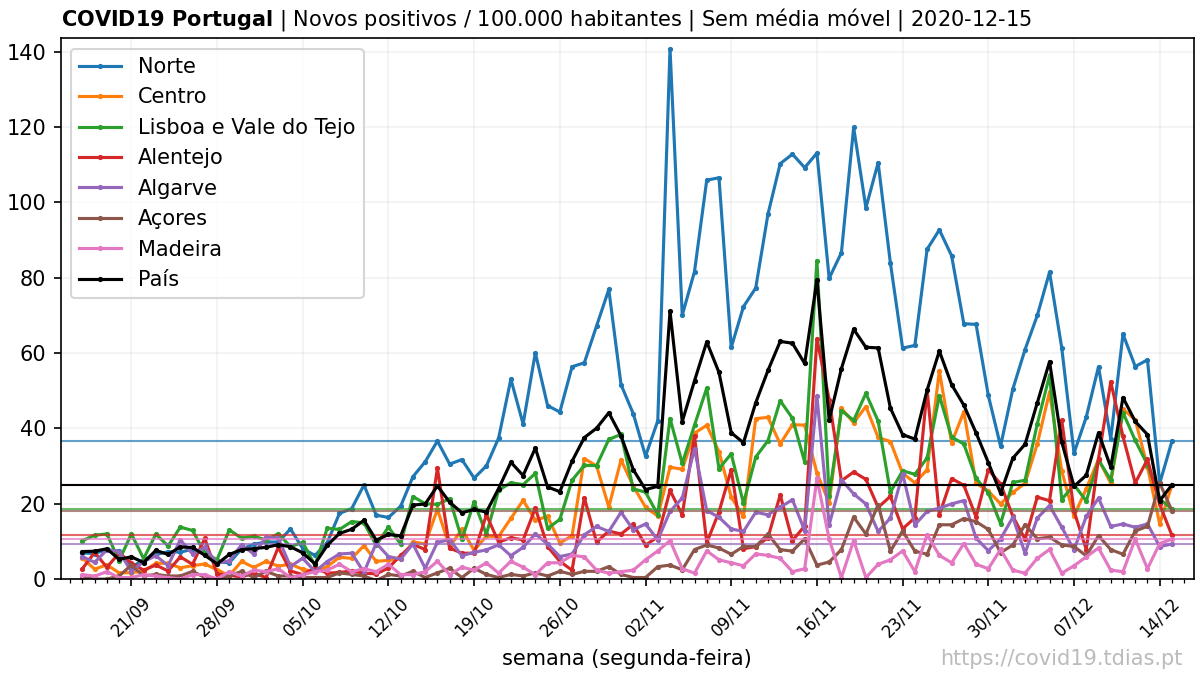 COVID19 Portugal | Novos positivos / 100.000 habitantes | Sem média móvel | 2020-12-15
140
120
100
80
60
40
20
0
Norte
Centro
Lisboa e Vale do Tejo
Alentejo
Algarve
Açores
Madeira
País
21/09
28/09
05/10
12/10
19/10
26/10
02/11
09/11
16/11
23/11
30/11
07/12
14/12
semana (segunda-feira)
https://covid19.tdias.pt